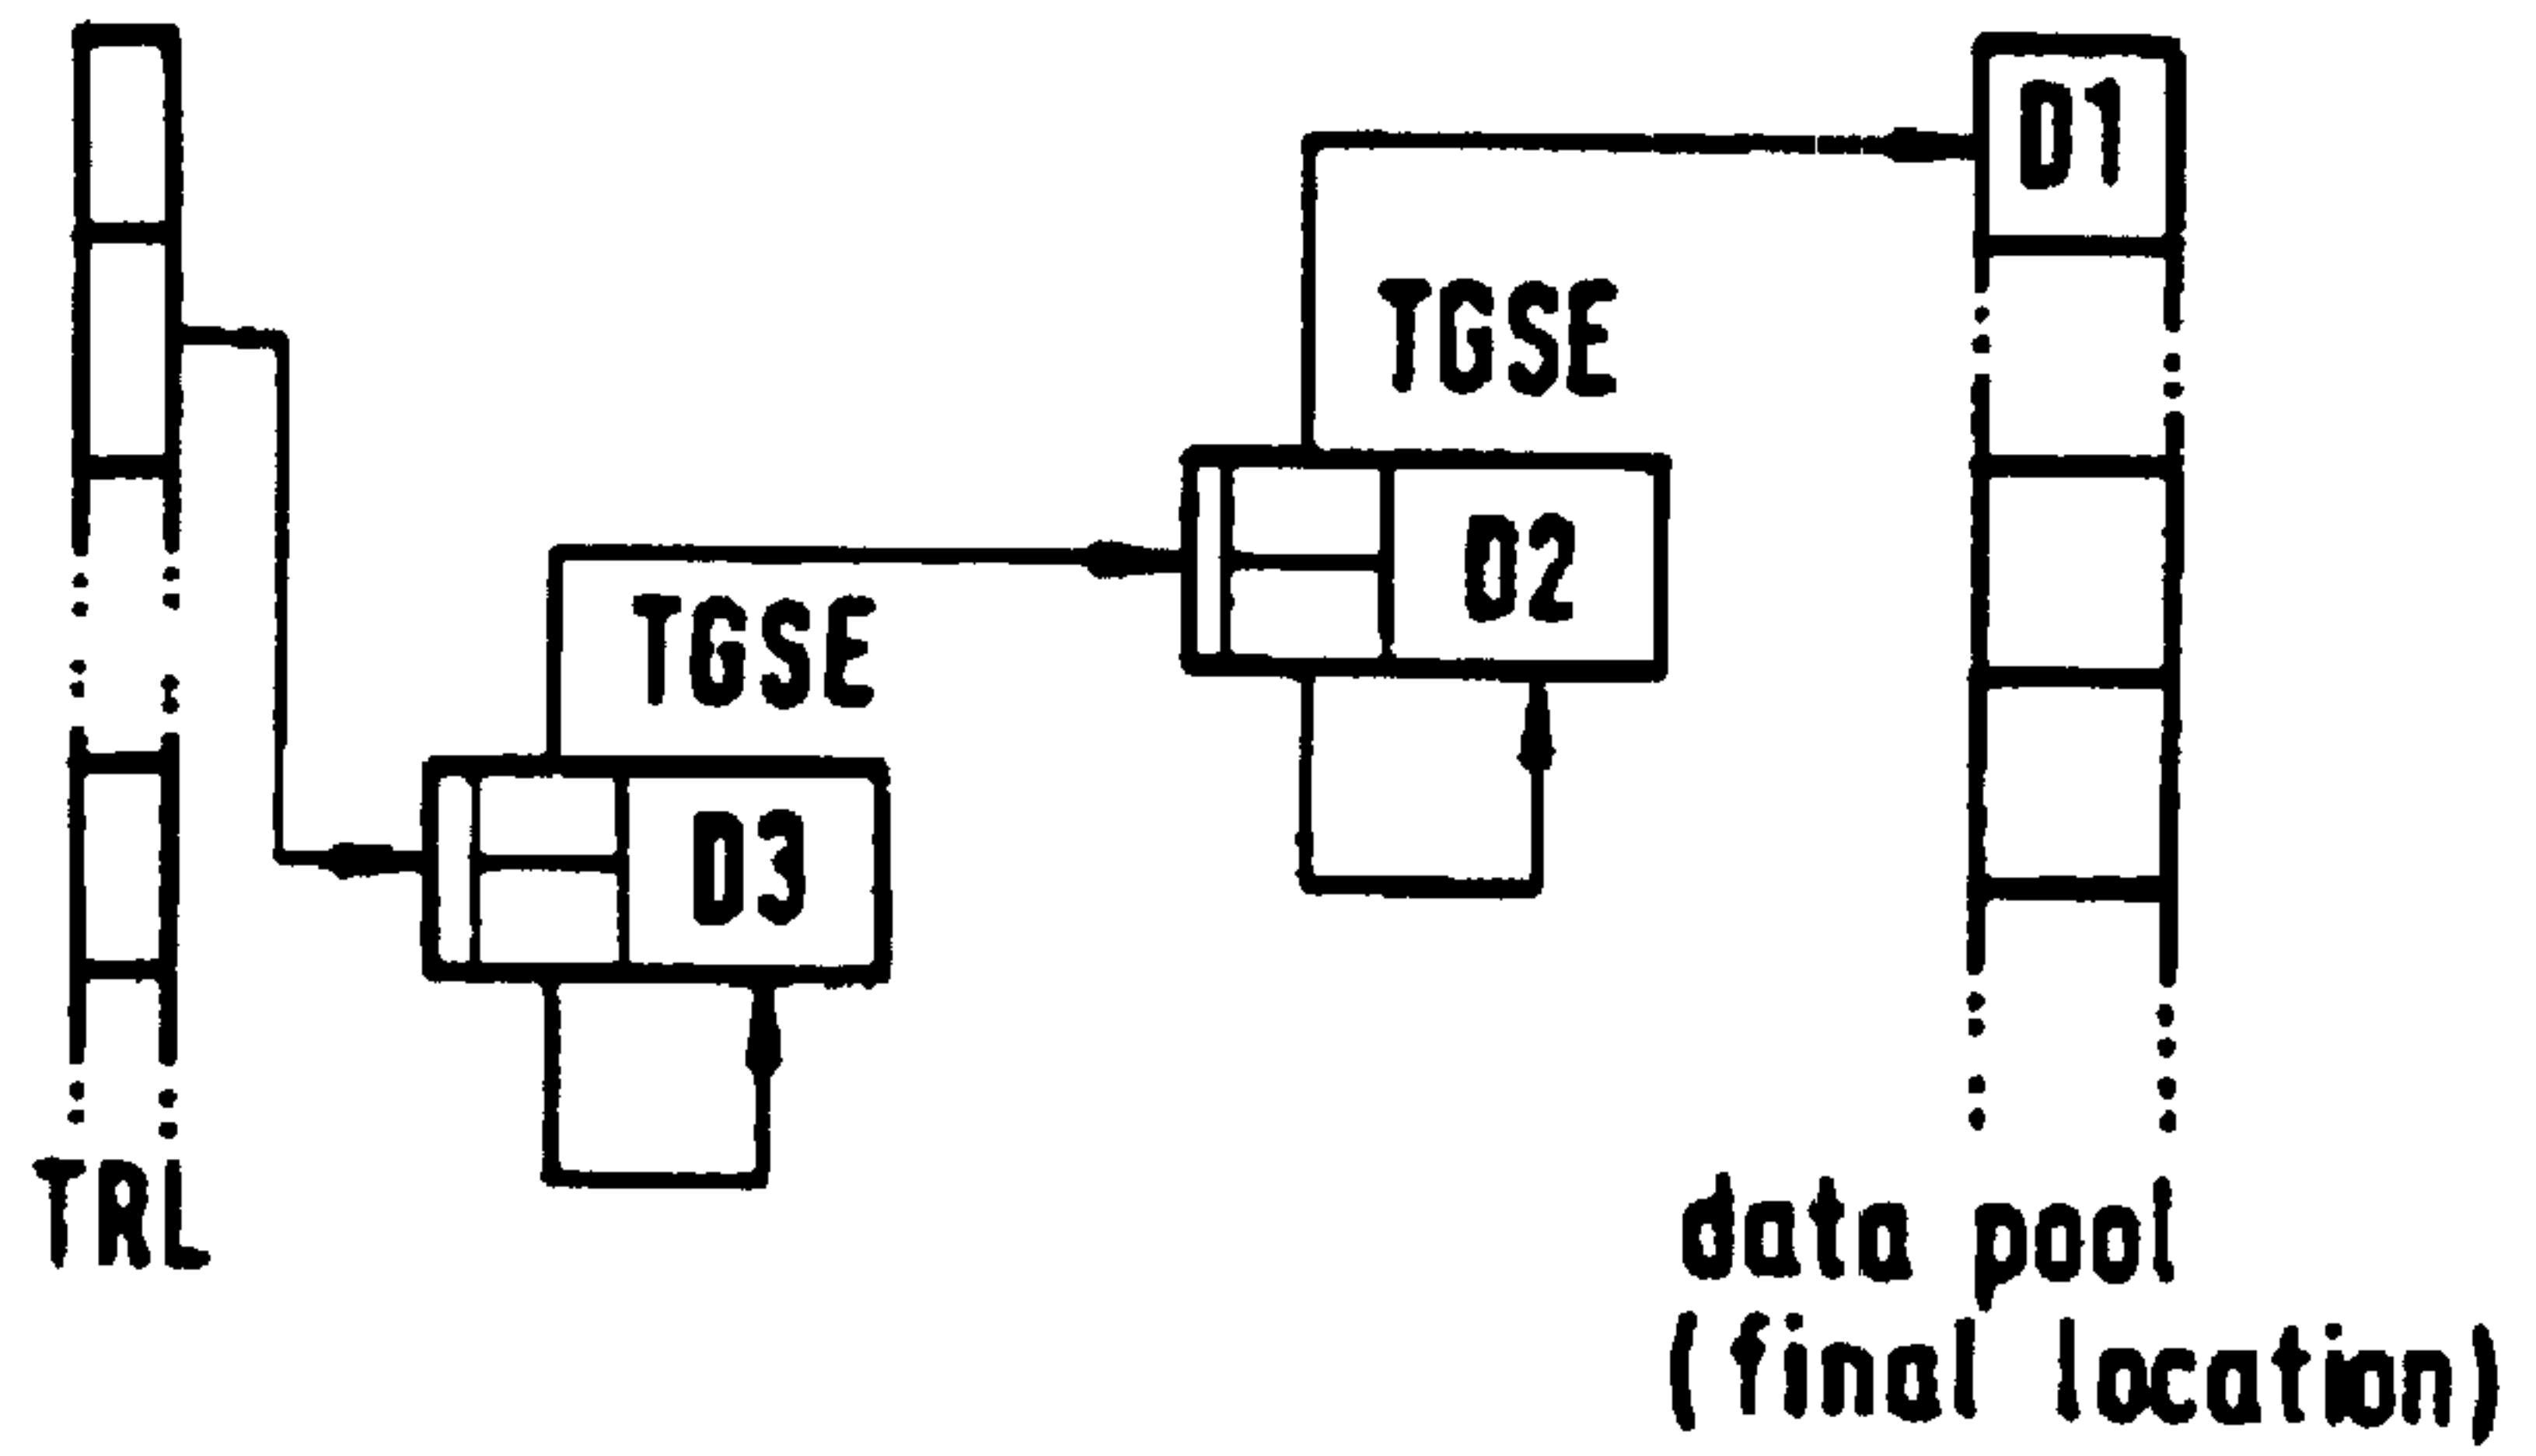 D1
TGSE
D2
TGSE
D3
TRL
data pool
(final location)